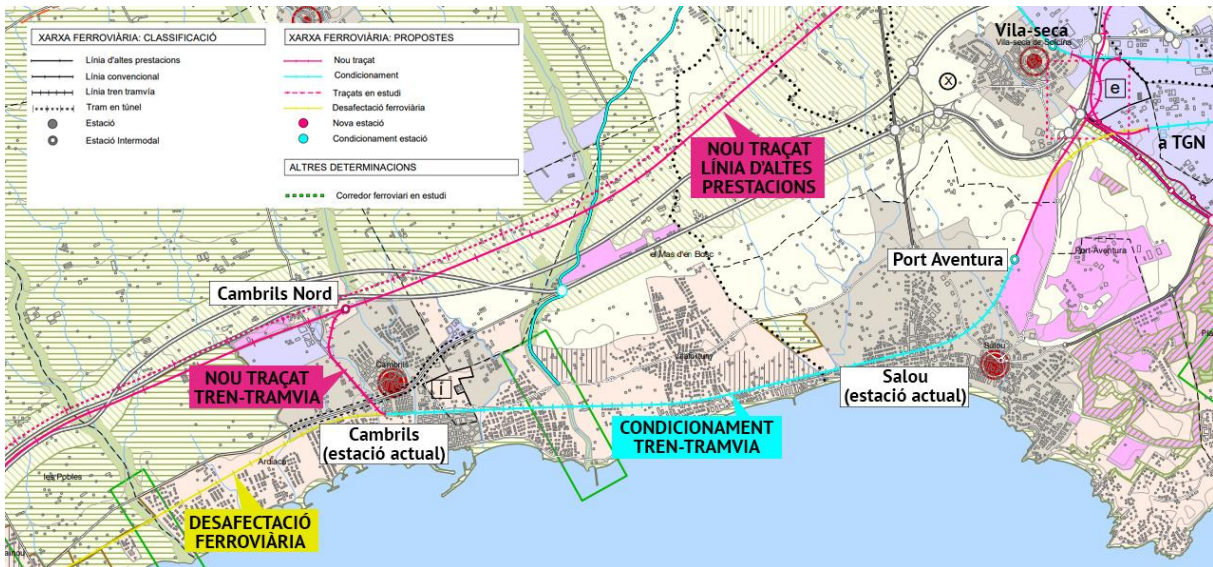 XARXA FERROVIÀRIA: CLASSIFICACIÓ
Línia d'altes prestacions
Línia convencional
Línia tren tramvia
Tram en túnel
Estació
Estació Intermodal
XARXA FERROVIÀRIA: PROPOSTES
Nou traçat
Condicionament
Traçats en estudi
Desafectació ferroviària
Nova estació
Condicionament estació
ALTRES DETERMINACIONS
Corredor ferroviari en estudi
Vila-seca
Vila-seca de Solcina
X
e
a TGN
NOU TRAÇAT
LÍNIA D'ALTES
PRESTACIONS
el Mas d'en Bosc
Port Aventura
Port-Aventura
Cambrils Nord
NOU TRAÇAT
TREN-TRAMVIA
Cambrils
i
Vilafortuny
Salou
Salou
(estació actual)
CONDICIONAMENT
TREN-TRAMVIA
Cambrils
(estació actual)
Ardiaca
les Pobles
DESAFECTACIÓ
FERROVIÀRIA